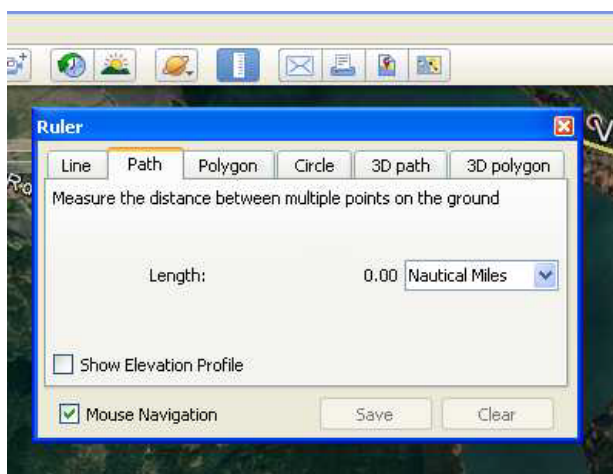 Ruler
Line Path Polygon Circle 3D path 3D polygon
Measure the distance between multiple points on the ground
Length: 0.00 Nautical Miles
Show Elevation Profile
Mouse Navigation Save Clear